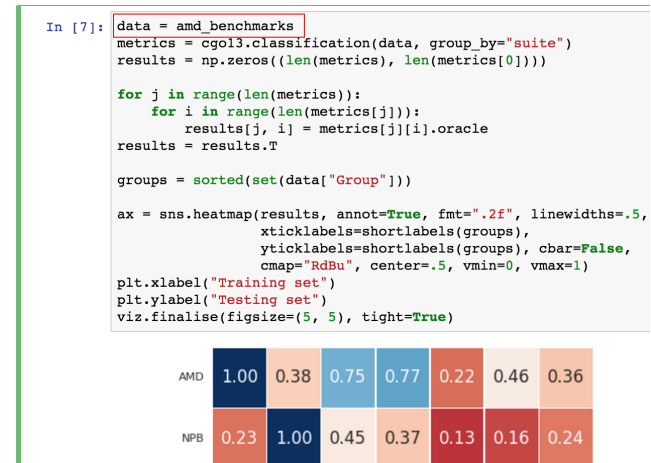 In [7]: data = amd_benchmarks
metrics = cgo13.classification(data, group_by="suite")
results = np.zeros((len(metrics), len(metrics[0])))
for j in range(len(metrics)):
    for i in range(len(metrics[j])):
        results[j, i] = metrics[j][i].oracle
results = results.T
groups = sorted(set(data["Group"]))
ax = sns.heatmap(results, annot=True, fmt=".2f", linewidths=.5,
                 xticklabels=shortlabels(groups),
                 yticklabels=shortlabels(groups), cbar=False,
                 cmap="RdBu", center=.5, vmin=0, vmax=1)
plt.xlabel("Training set")
plt.ylabel("Testing set")
viz.finalise(figsize=(5, 5), tight=True)
AMD 1.00 0.38 0.75 0.77 0.22 0.46 0.36
NPB 0.23 1.00 0.45 0.37 0.13 0.16 0.24